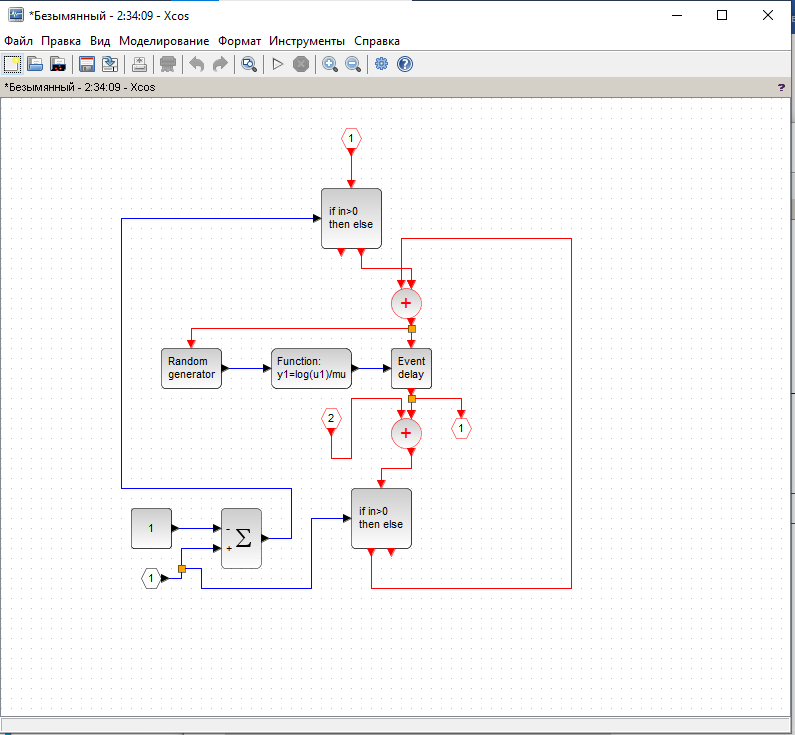 *Безымянный - 2:34:09 - Xcos
Файл Правка Вид Моделирование Формат Инструменты Справка
*Безымянный - 2:34:09 - Xcos
?
1
if in>0
then else
+
Random
generator
Function:
y1=log(u1)/mu
Event
delay
2
+
1
if in>0
then else
1
-
+
Σ
1